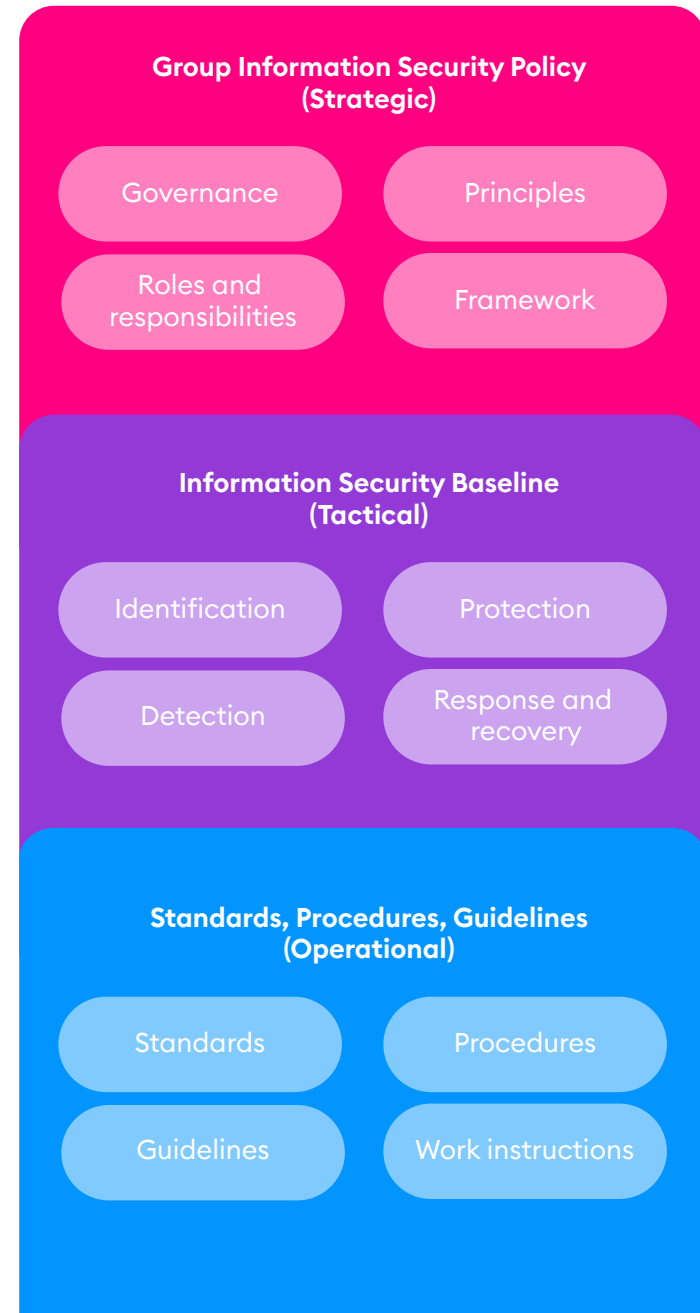 Group Information Security Policy
(Strategic)
Governance
Principles
Roles and
responsibilities
Framework
Information Security Baseline
(Tactical)
Identification
Protection
Detection
Response and
recovery
Standards, Procedures, Guidelines
(Operational)
Standards
Procedures
Guidelines
Work instructions